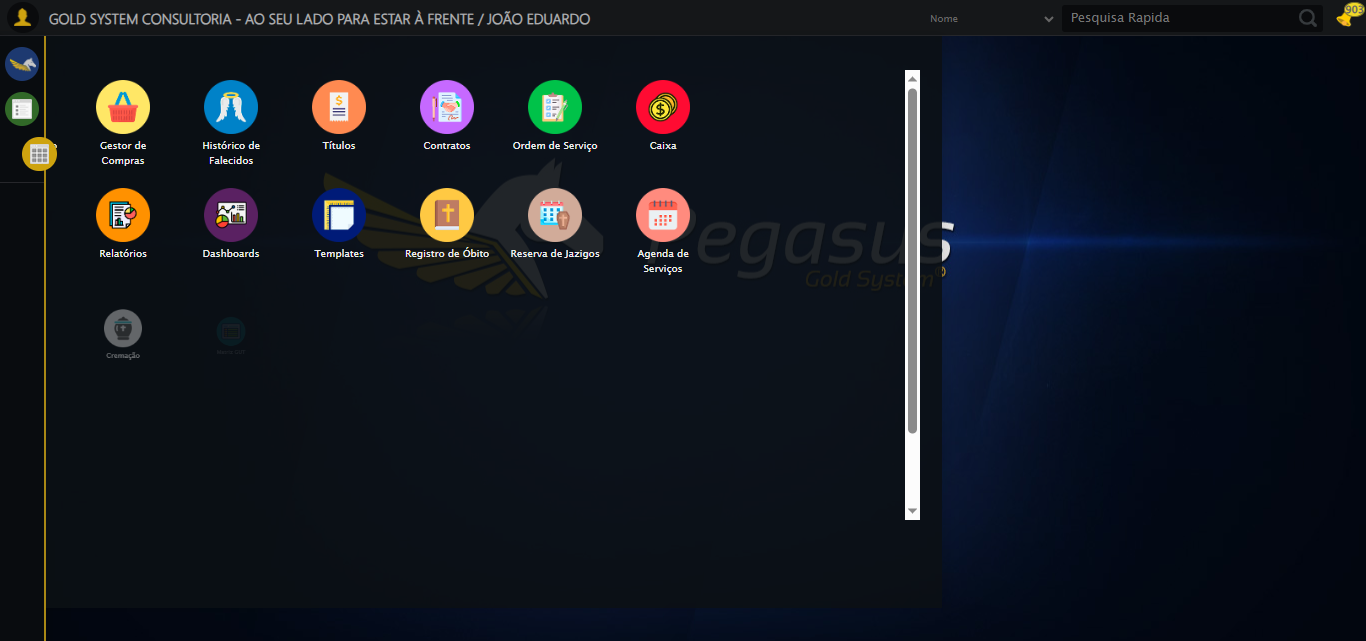 GOLD SYSTEM CONSULTORIA - AO SEU LADO PARA ESTAR À FRENTE / JOÃO EDUARDO
Nome
Pesquisa Rapida
903
Gestor de
Compras
Histórico de
Falecidos
Títulos
Contratos
Ordem de Serviço
Caixa
Relatórios
Dashboards
Templates
Registro de Óbito
Reserva de Jazigos
Agenda de
Serviços
Pegasus
Gold System®
Cremação